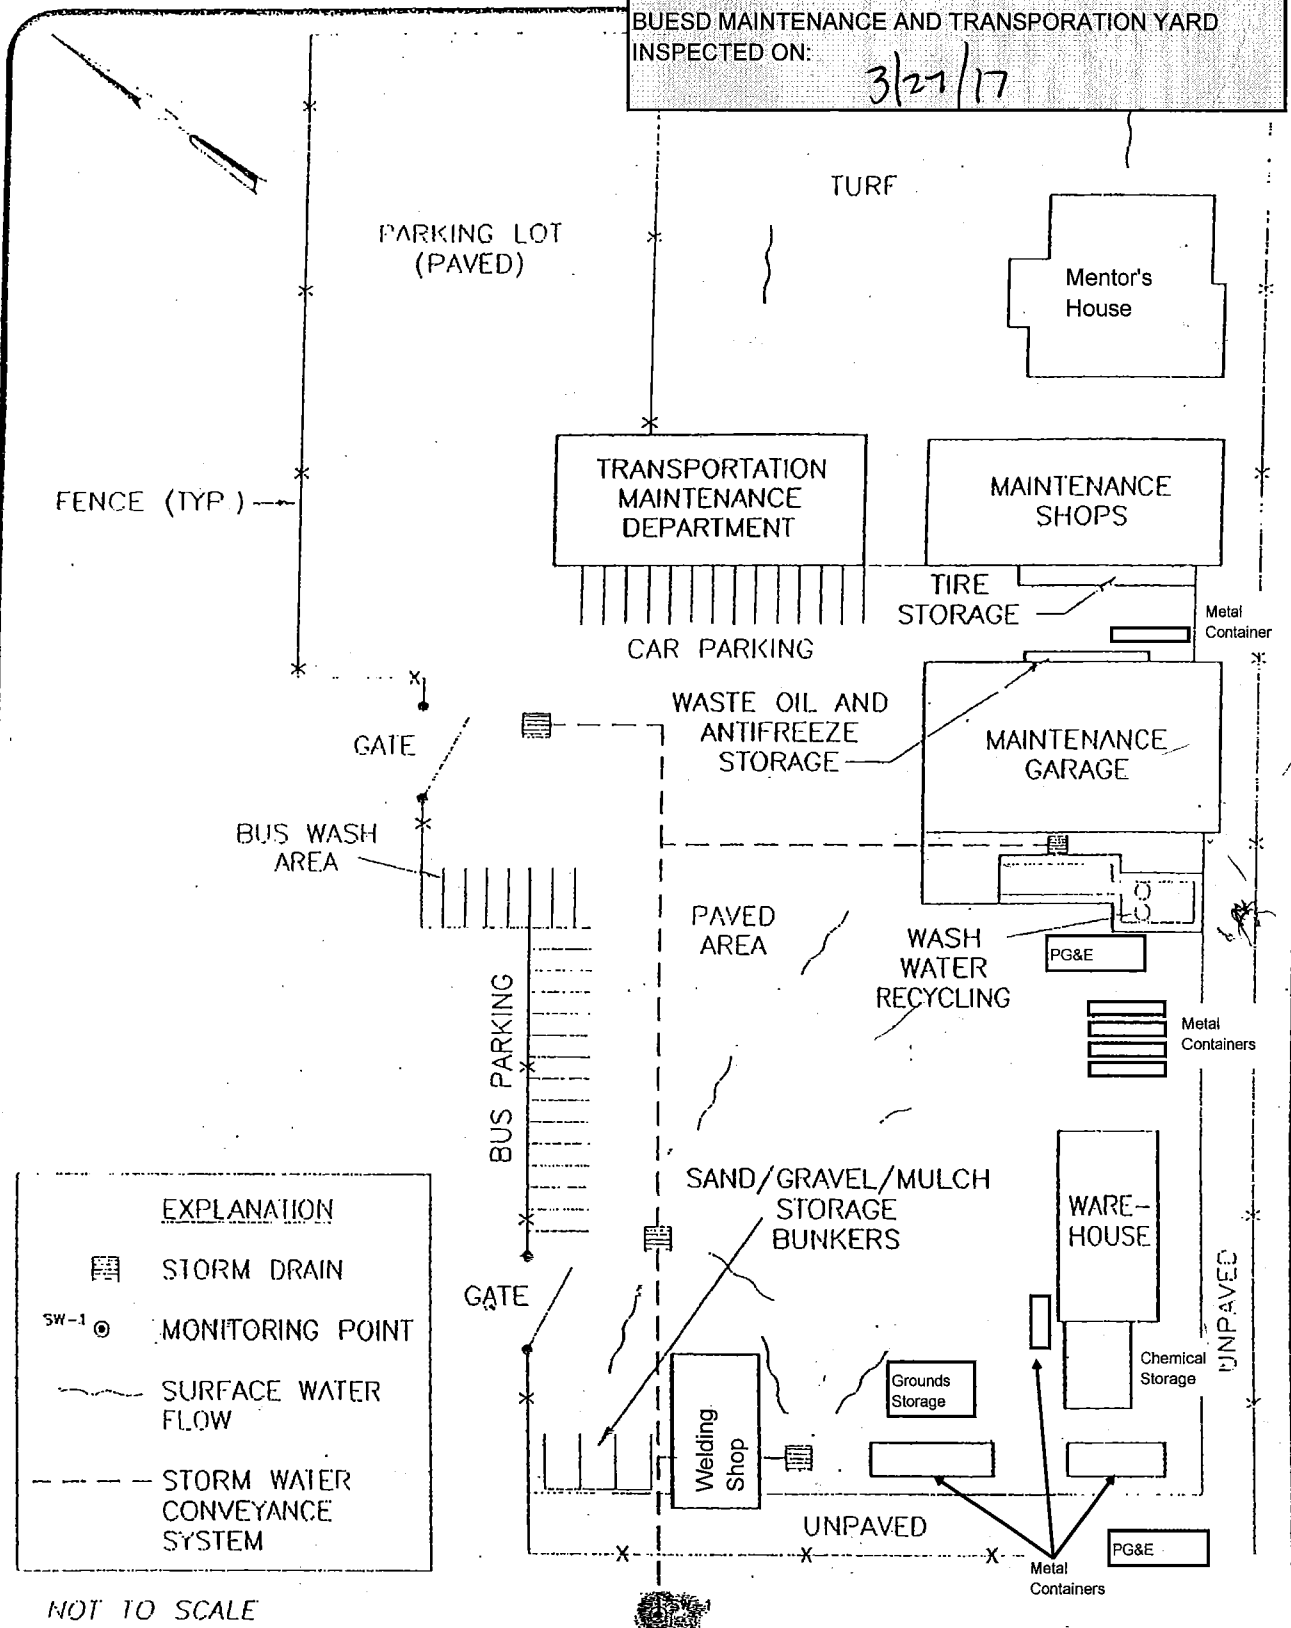 BUESD MAINTENANCE AND TRANSPORATION YARD
INSPECTED ON:
3/27/17
TURF
PARKING LOT
(PAVED)
Mentor's
House
TRANSPORTATION
MAINTENANCE
DEPARTMENT
MAINTENANCE
SHOPS
FENCE (TYP.)
TIRE
STORAGE
Metal
Container
CAR PARKING
WASTE OIL AND
ANTIFREEZE
STORAGE
GATE
MAINTENANCE
GARAGE
BUS WASH
AREA
PAVED
AREA
WASH
WATER
RECYCLING
PG&E
BUS PARKING
Metal
Containers
SAND/GRAVEL/MULCH
STORAGE
BUNKERS
WARE-
HOUSE
UNPAVED
EXPLANATION
STORM DRAIN
SW-1 MONITORING POINT
SURFACE WATER
FLOW
STORM WATER
CONVEYANCE
SYSTEM
GATE
Chemical
Storage
Grounds
Storage
Welding
Shop
UNPAVED
PG&E
Metal
Containers
NOT TO SCALE